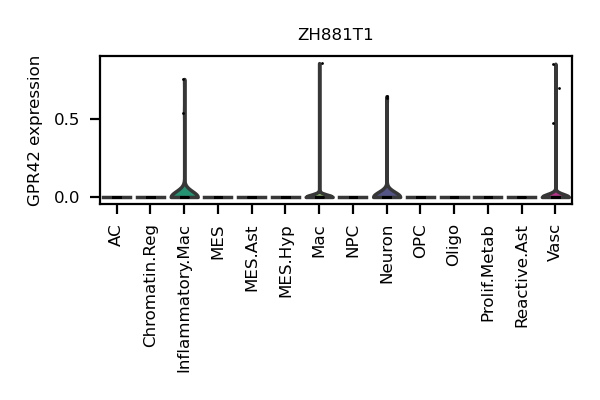 ZH881T1
GPR42 expression
0.5
0.0
AC
Chromatin.Reg
Inflammatory.Mac
MES
MES.Ast
MES.Hyp
Mac
NPC
Neuron
OPC
Oligo
Prolif.Metab
Reactive.Ast
Vasc